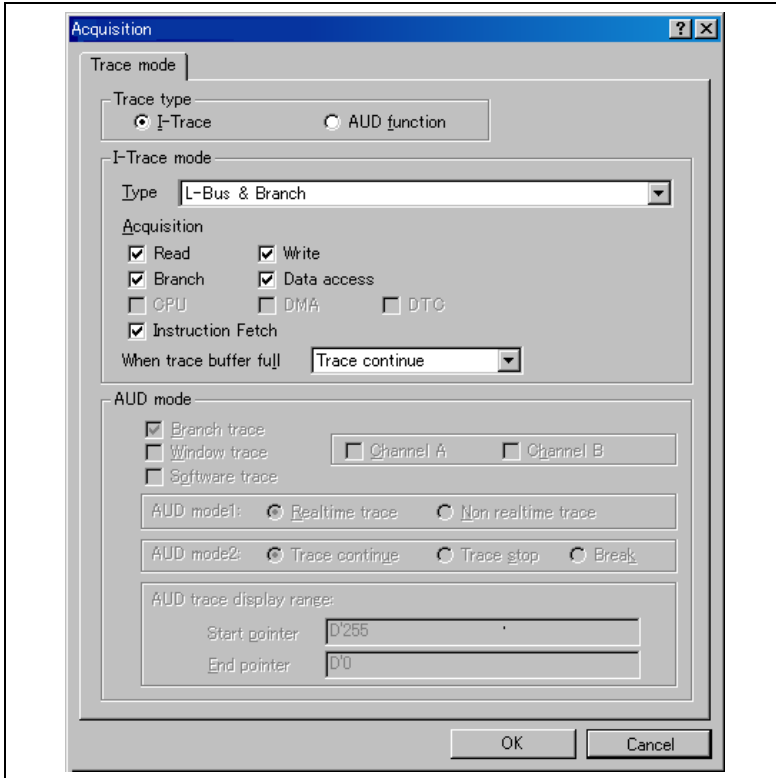 Acquisition
Trace mode
Trace type
I-Trace AUD function
I-Trace mode
Type L-Bus & Branch
Acquisition
Read Write
Branch Data access
CPU DMA DTC
Instruction Fetch
When trace buffer full Trace continue
AUD mode
Branch trace
Window trace Channel A Channel B
Software trace
AUD mode1: Realtime trace Non realtime trace
AUD mode2: Trace continue Trace stop Break
AUD trace display range:
Start pointer D'255
End pointer D'0
OK Cancel